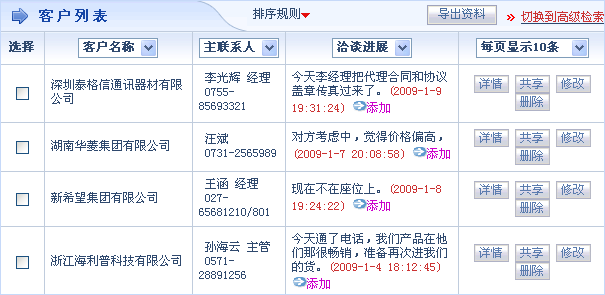 客户列表 排序规则 导出资料 » 切换到高级检索
选择 客户名称 主联系人 洽谈进展 每页显示10条
深圳泰格信通讯器材有限
公司
李光辉 经理
0755-
85693321
今天李经理把代理合同和协议
盖章传真过来了。(2009-1-9
19:31:24) 添加
详情 共享 修改
删除
湖南华菱集团有限公司
汪斌
0731-2565989
对方考虑中，觉得价格偏高，
(2009-1-7 20:08:58) 添加
详情 共享 修改
删除
新希望集团有限公司
王涵 经理
027-
65681210/801
现在不在座位上。(2009-1-8
19:24:22) 添加
详情 共享 修改
删除
浙江海利普科技有限公司
孙海云 主管
0571-
28891256
今天通了电话，我们产品在他
们那很畅销，准备再次进我们
的货。(2009-1-4 18:12:45)
添加
详情 共享 修改
删除